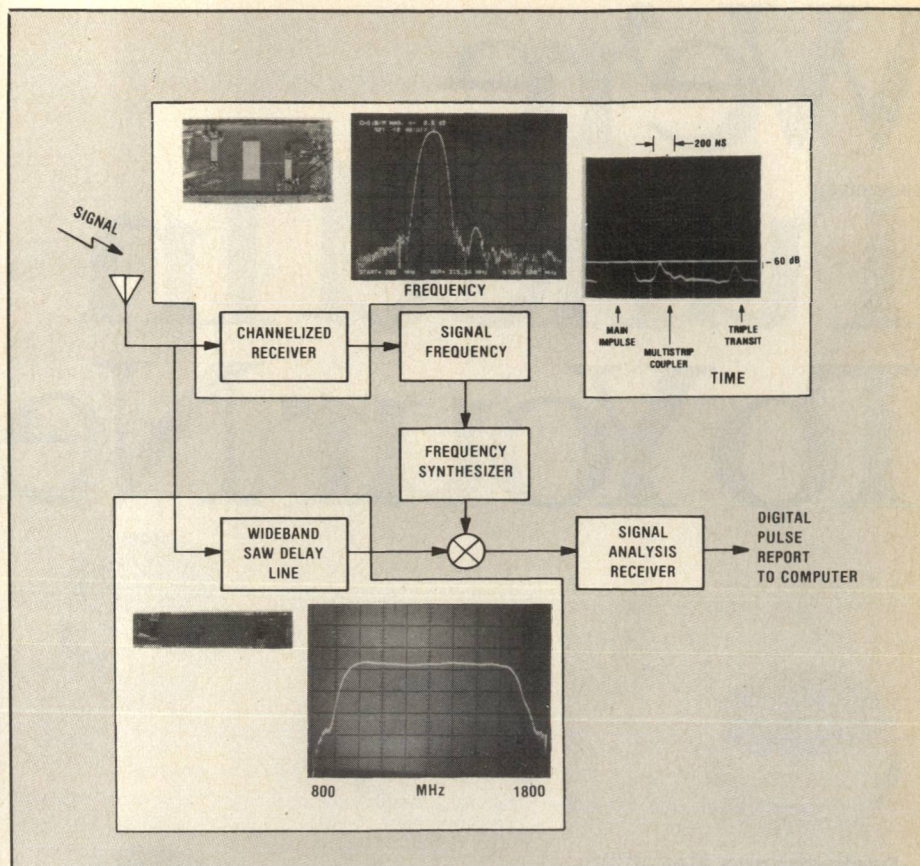 SIGNAL
200 NS
- 60 dB
FREQUENCY
MAIN
IMPULSE
MULTISTRIP
COUPLER
TRIPLE
TRANSIT
TIME
CHANNELIZED
RECEIVER
SIGNAL
FREQUENCY
FREQUENCY
SYNTHESIZER
WIDEBAND
SAW DELAY
LINE
SIGNAL
ANALYSIS
RECEIVER
DIGITAL
PULSE
REPORT
TO COMPUTER
800 MHz 1800